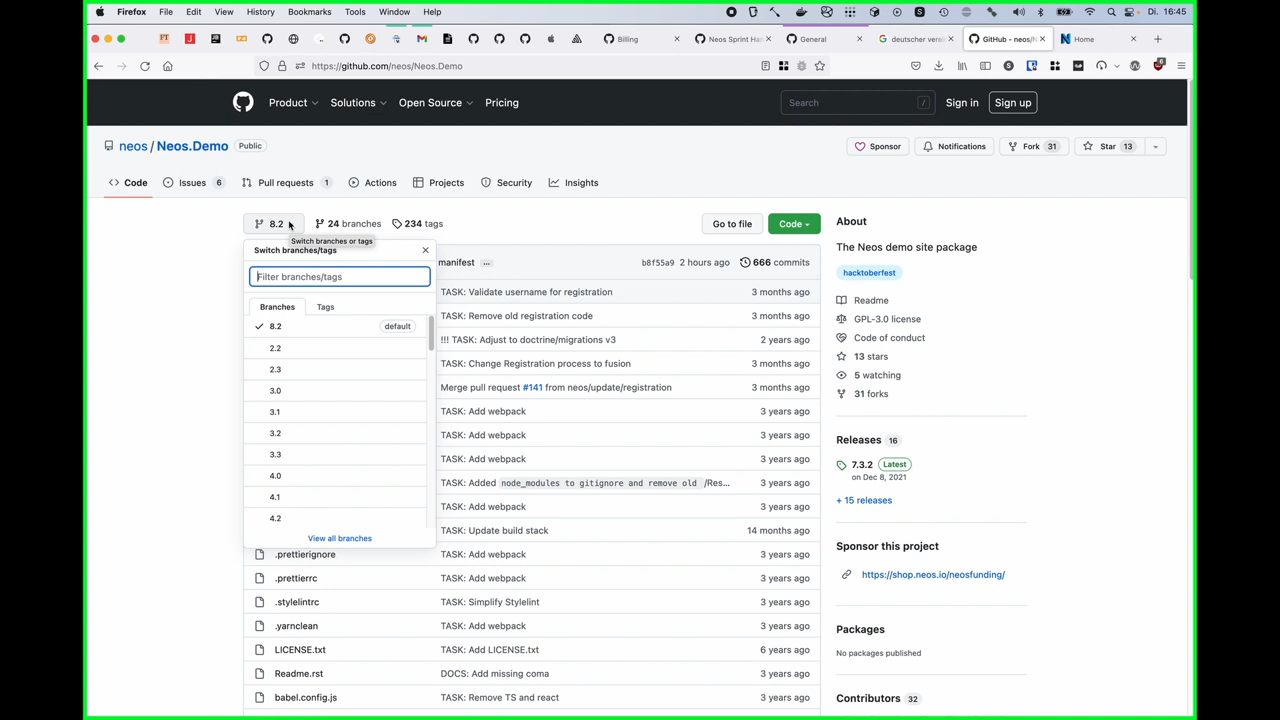 Firefox File Edit View History Bookmarks Tools Window Help Di. 16:45
Billing Neos Sprint Har General deutscher verei GitHub - neos/N Home
https://github.com/neos/Neos.Demo
Product Solutions Open Source Pricing Search / Sign in Sign up
neos / Neos.Demo Public Sponsor Notifications Fork 31 Star 13
Code Issues 6 Pull requests 1 Actions Projects Security Insights
8.2 24 branches 234 tags Go to file Code
Switch branches or tags
Switch branches/tags
Filter branches/tags
Branches Tags
8.2 default
2.2
2.3
3.0
3.1
3.2
3.3
4.0
4.1
4.2
View all branches
manifest ... b8f55a9 2 hours ago 666 commits
TASK: Validate username for registration 3 months ago
TASK: Remove old registration code 3 months ago
!!! TASK: Adjust to doctrine/migrations v3 2 years ago
TASK: Change Registration process to fusion 3 months ago
Merge pull request #141 from neos/update/registration 3 months ago
TASK: Add webpack 3 years ago
TASK: Add webpack 3 years ago
TASK: Add webpack 3 years ago
TASK: Added node_modules to gitignore and remove old /Res... 3 years ago
TASK: Add webpack 3 years ago
TASK: Update build stack 14 months ago
.prettierignore TASK: Add webpack 3 years ago
.prettierrc TASK: Add webpack 3 years ago
.stylelintrc TASK: Simplify Stylelint 3 years ago
.yarnclean TASK: Add webpack 3 years ago
LICENSE.txt TASK: Add LICENSE.txt 6 years ago
Readme.rst DOCS: Add missing coma 3 years ago
babel.config.js TASK: Remove TS and react 3 years ago
About
The Neos demo site package
hacktoberfest
Readme
GPL-3.0 license
Code of conduct
13 stars
5 watching
31 forks
Releases 16
7.3.2 Latest
on Dec 8, 2021
+ 15 releases
Sponsor this project
https://shop.neos.io/neosfunding/
Packages
No packages published
Contributors 32